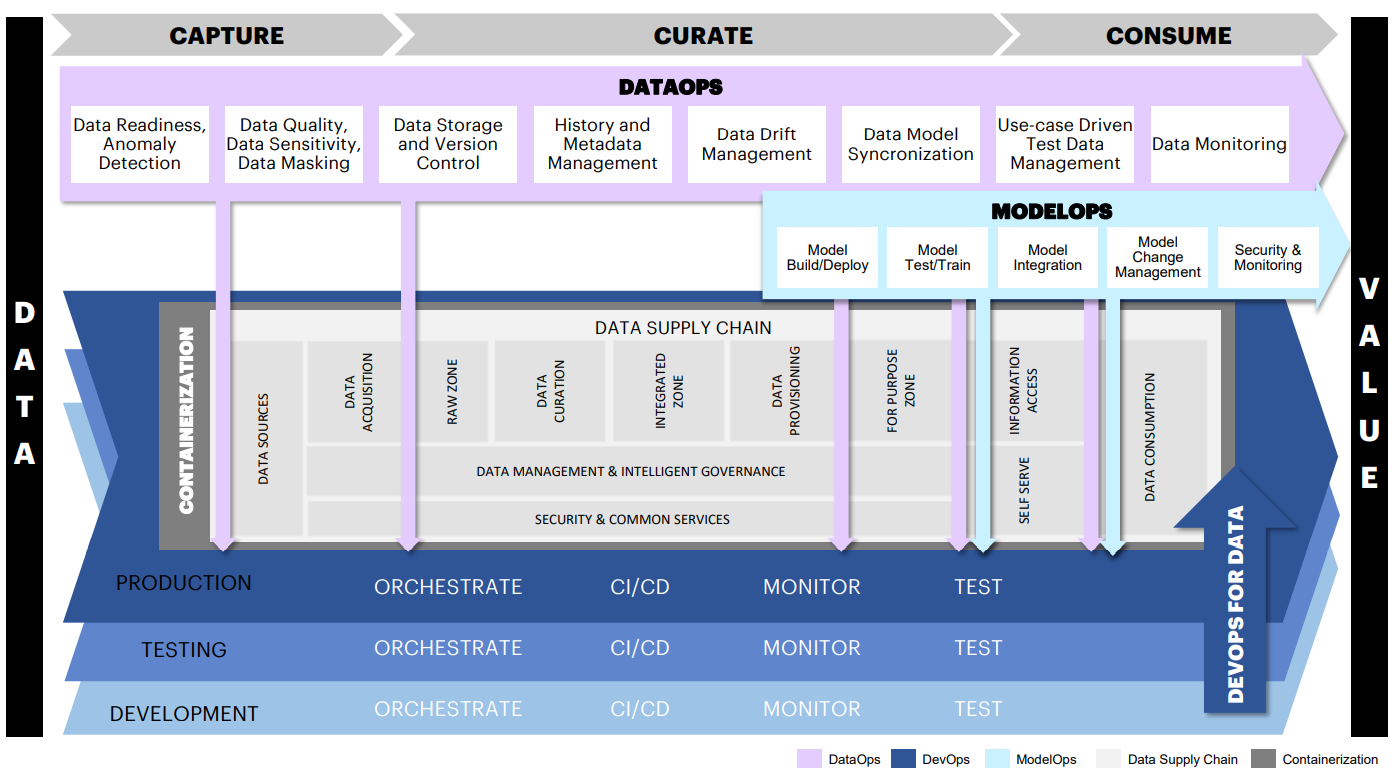 CAPTURE
CURATE
CONSUME
DATAOPS
Data Readiness,
Anomaly
Detection
Data Quality,
Data Sensitivity,
Data Masking
Data Storage
and Version
Control
History and
Metadata
Management
Data Drift
Management
Data Model
Syncronization
Use-case Driven
Test Data
Management
Data Monitoring
MODELOPS
Model
Build/Deploy
Model
Test/Train
Model
Integration
Model
Change
Management
Security &
Monitoring
DATA
VALUE
CONTAINERIZATION
DATA SUPPLY CHAIN
DATA SOURCES
DATA
ACQUISITION
RAW ZONE
DATA
CURATION
INTEGRATED
ZONE
DATA
PROVISIONING
FOR PURPOSE
ZONE
INFORMATION
ACCESS
DATA CONSUMPTION
DATA MANAGEMENT & INTELLIGENT GOVERNANCE
SELF SERVE
SECURITY & COMMON SERVICES
DEVOPS FOR DATA
PRODUCTION ORCHESTRATE CI/CD MONITOR TEST
TESTING ORCHESTRATE CI/CD MONITOR TEST
DEVELOPMENT ORCHESTRATE CI/CD MONITOR TEST
DataOps DevOps ModelOps Data Supply Chain Containerization